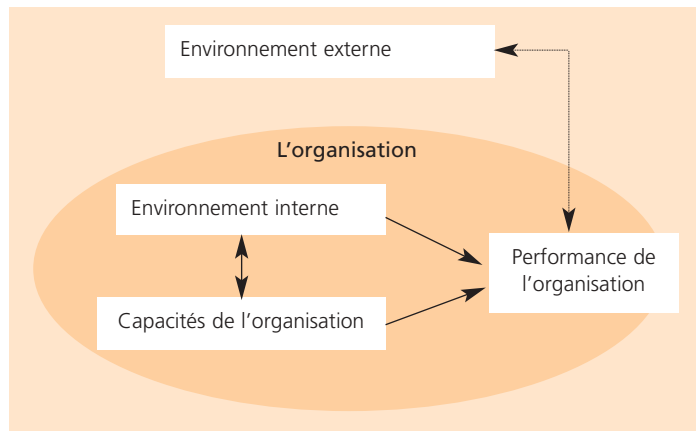 Environnement externe
L'organisation
Environnement interne
Performance de
l'organisation
Capacités de l'organisation